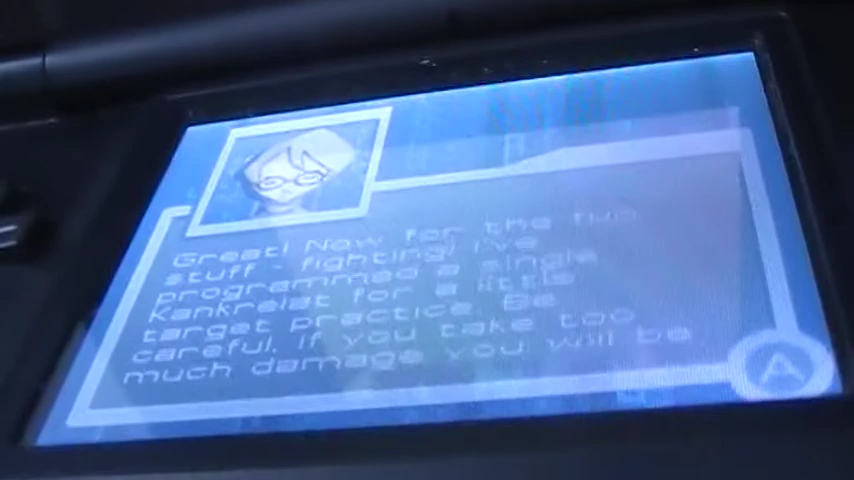 Great! Now for the fun
stuff - fighting! I've
programmed a single
Kankrelat for a little
target practice. Be
careful. If you take too
much damage you will be
A